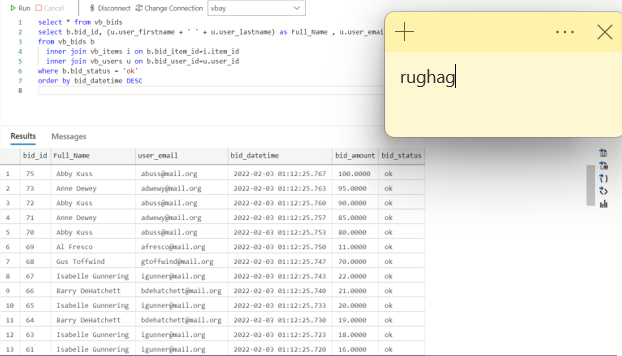 Run Cancel Disconnect Change Connection vbay
1 select * from vb_bids
2 select b.bid_id, (u.user_firstname + ' ' + u.user_lastname) as Full_Name , u.user_emai
3 from vb_bids b
4 inner join vb_items i on b.bid_item_id=i.item_id
5 inner join vb_users u on b.bid_user_id=u.user_id
6 where b.bid_status = 'ok'
7 order by bid_datetime DESC
8
rughag
Results Messages
bid_id Full_Name user_email bid_datetime bid_amount bid_status
1 75 Abby Kuss abuss@mail.org 2022-02-03 01:12:25.767 100.0000 ok
2 73 Anne Dewey adwewy@mail.org 2022-02-03 01:12:25.763 95.0000 ok
3 72 Abby Kuss abuss@mail.org 2022-02-03 01:12:25.760 90.0000 ok
4 71 Anne Dewey adwewy@mail.org 2022-02-03 01:12:25.757 85.0000 ok
5 70 Abby Kuss abuss@mail.org 2022-02-03 01:12:25.753 80.0000 ok
6 69 Al Fresco afresco@mail.org 2022-02-03 01:12:25.750 11.0000 ok
7 68 Gus Toffwind gtoffwind@mail.org 2022-02-03 01:12:25.747 70.0000 ok
8 67 Isabelle Gunnering igunner@mail.org 2022-02-03 01:12:25.743 22.0000 ok
9 66 Barry DeHatchett bdehatchett@mail.org 2022-02-03 01:12:25.740 21.0000 ok
10 65 Isabelle Gunnering igunner@mail.org 2022-02-03 01:12:25.733 20.0000 ok
11 64 Barry DeHatchett bdehatchett@mail.org 2022-02-03 01:12:25.730 19.0000 ok
12 63 Isabelle Gunnering igunner@mail.org 2022-02-03 01:12:25.723 18.0000 ok
13 61 Isabelle Gunnering igunner@mail.org 2022-02-03 01:12:25.720 16.0000 ok